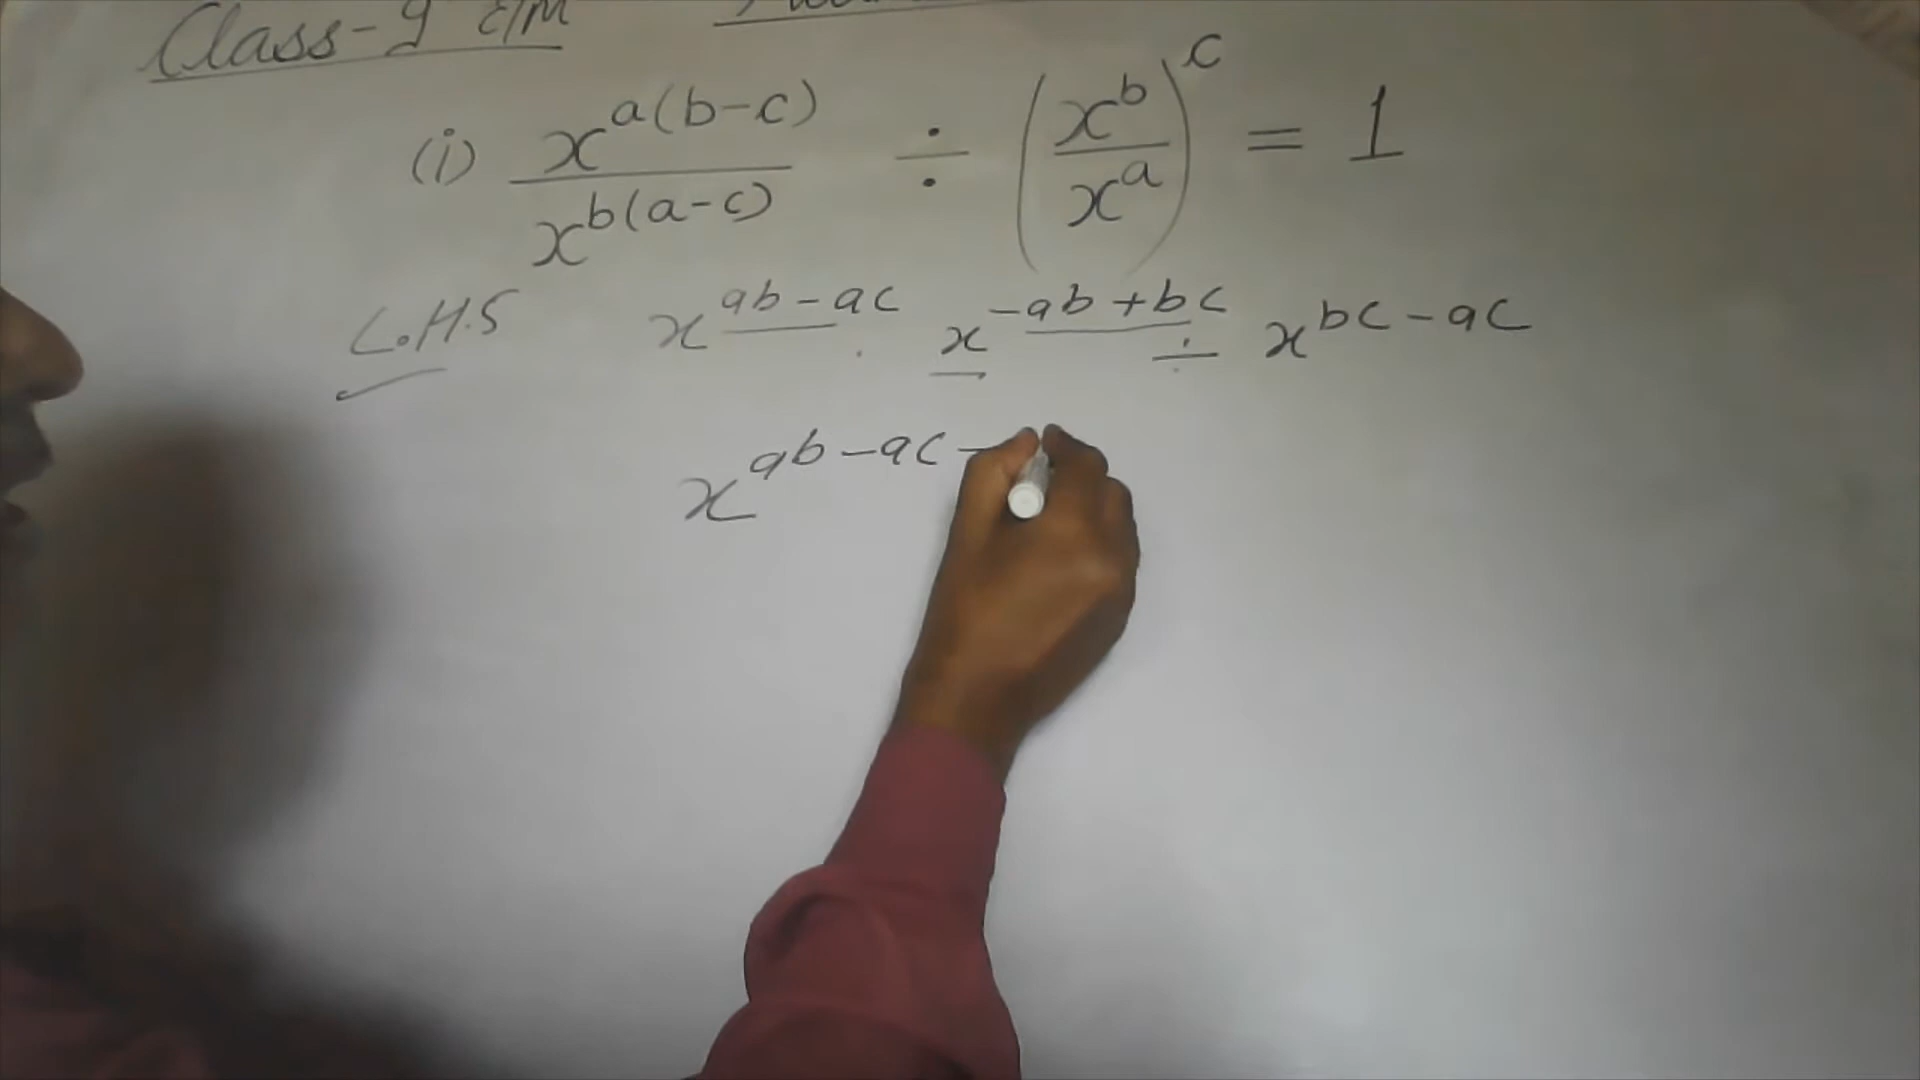 Class-9 E/M
(i) x^{a(b-c)} / x^{b(a-c)} ÷ (x^b / x^a)^c = 1
L.H.S x^{ab-ac} . x^{-ab+bc} ÷ x^{bc-ac}
x^{ab-ac-